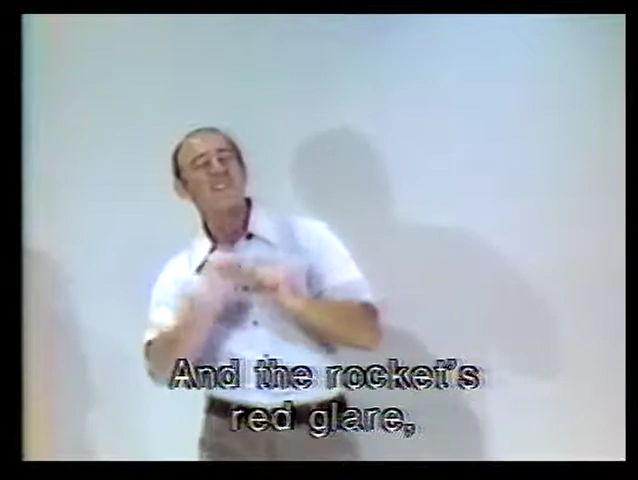 And the rocket's
red glare,